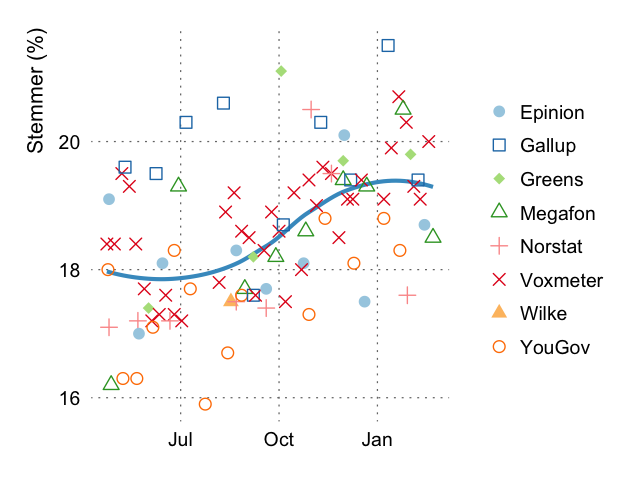 Stemmer (%)
20
18
16
Jul
Oct
Jan
Epinion
Gallup
Greens
Megafon
Norstat
Voxmeter
Wilke
YouGov